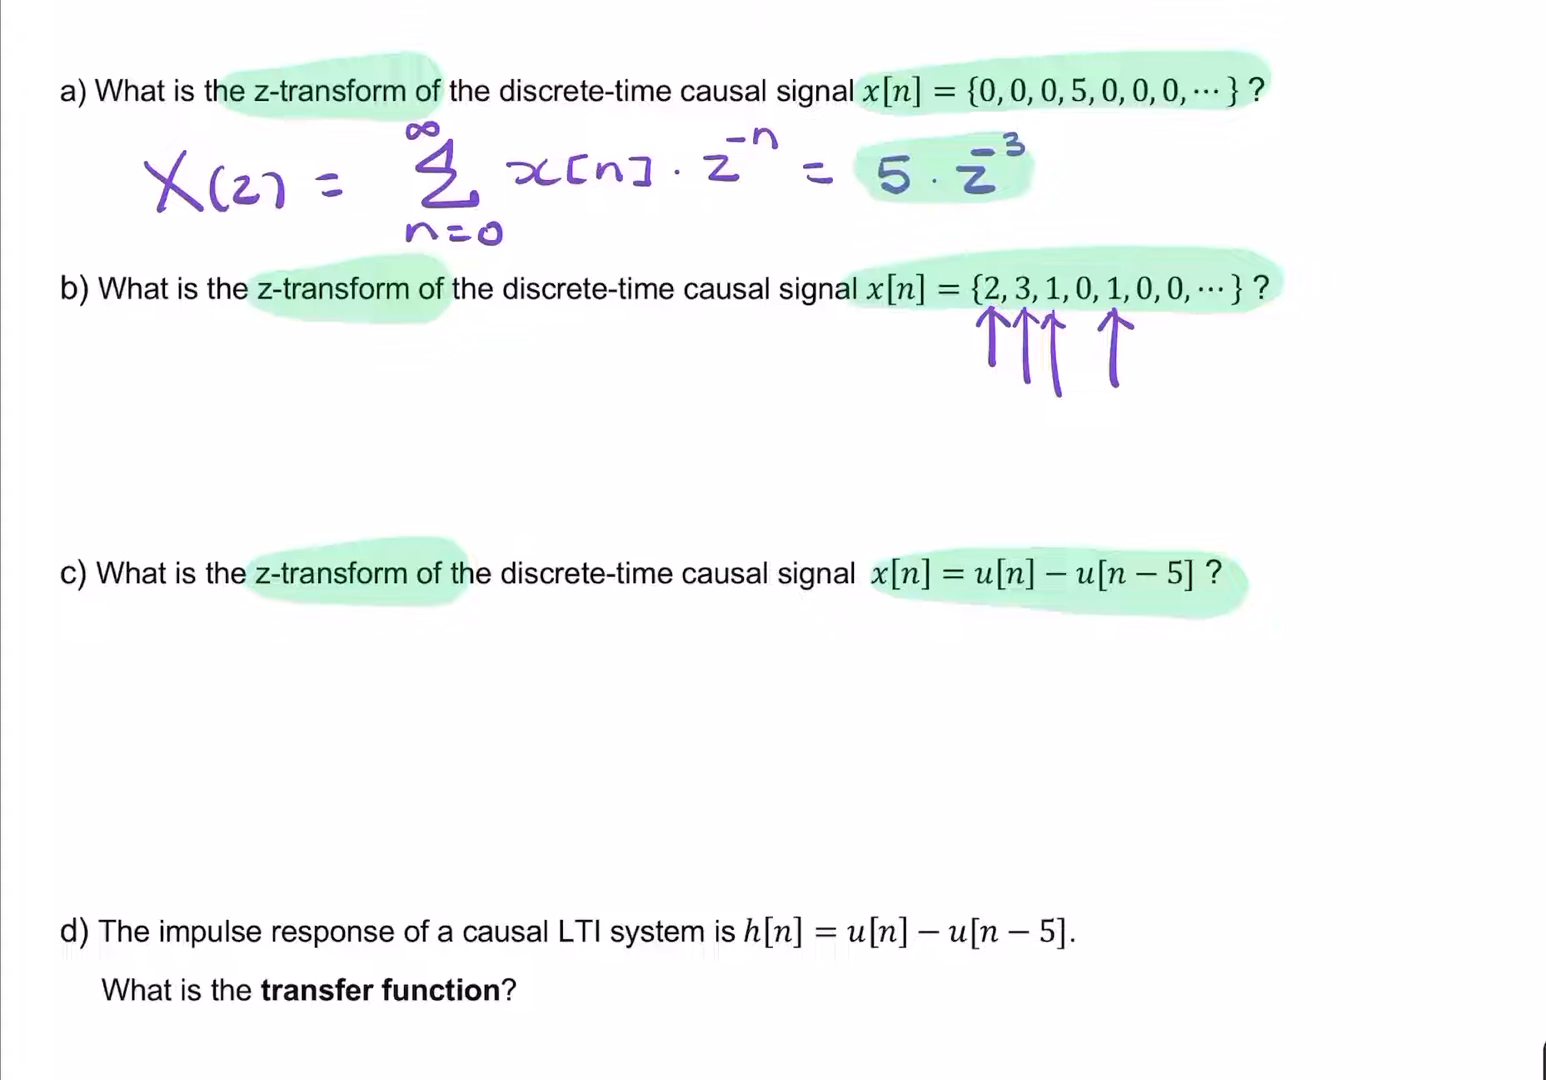 a) What is the z-transform of the discrete-time causal signal x[n] = {0, 0, 0, 5, 0, 0, 0, ⋯ } ?
X(z) = ∑_{n=0}^{∞} x[n] · z^{-n} = 5 · z^{-3}
b) What is the z-transform of the discrete-time causal signal x[n] = {2, 3, 1, 0, 1, 0, 0, ⋯ } ?
c) What is the z-transform of the discrete-time causal signal x[n] = u[n] − u[n − 5] ?
d) The impulse response of a causal LTI system is h[n] = u[n] − u[n − 5].
What is the transfer function?